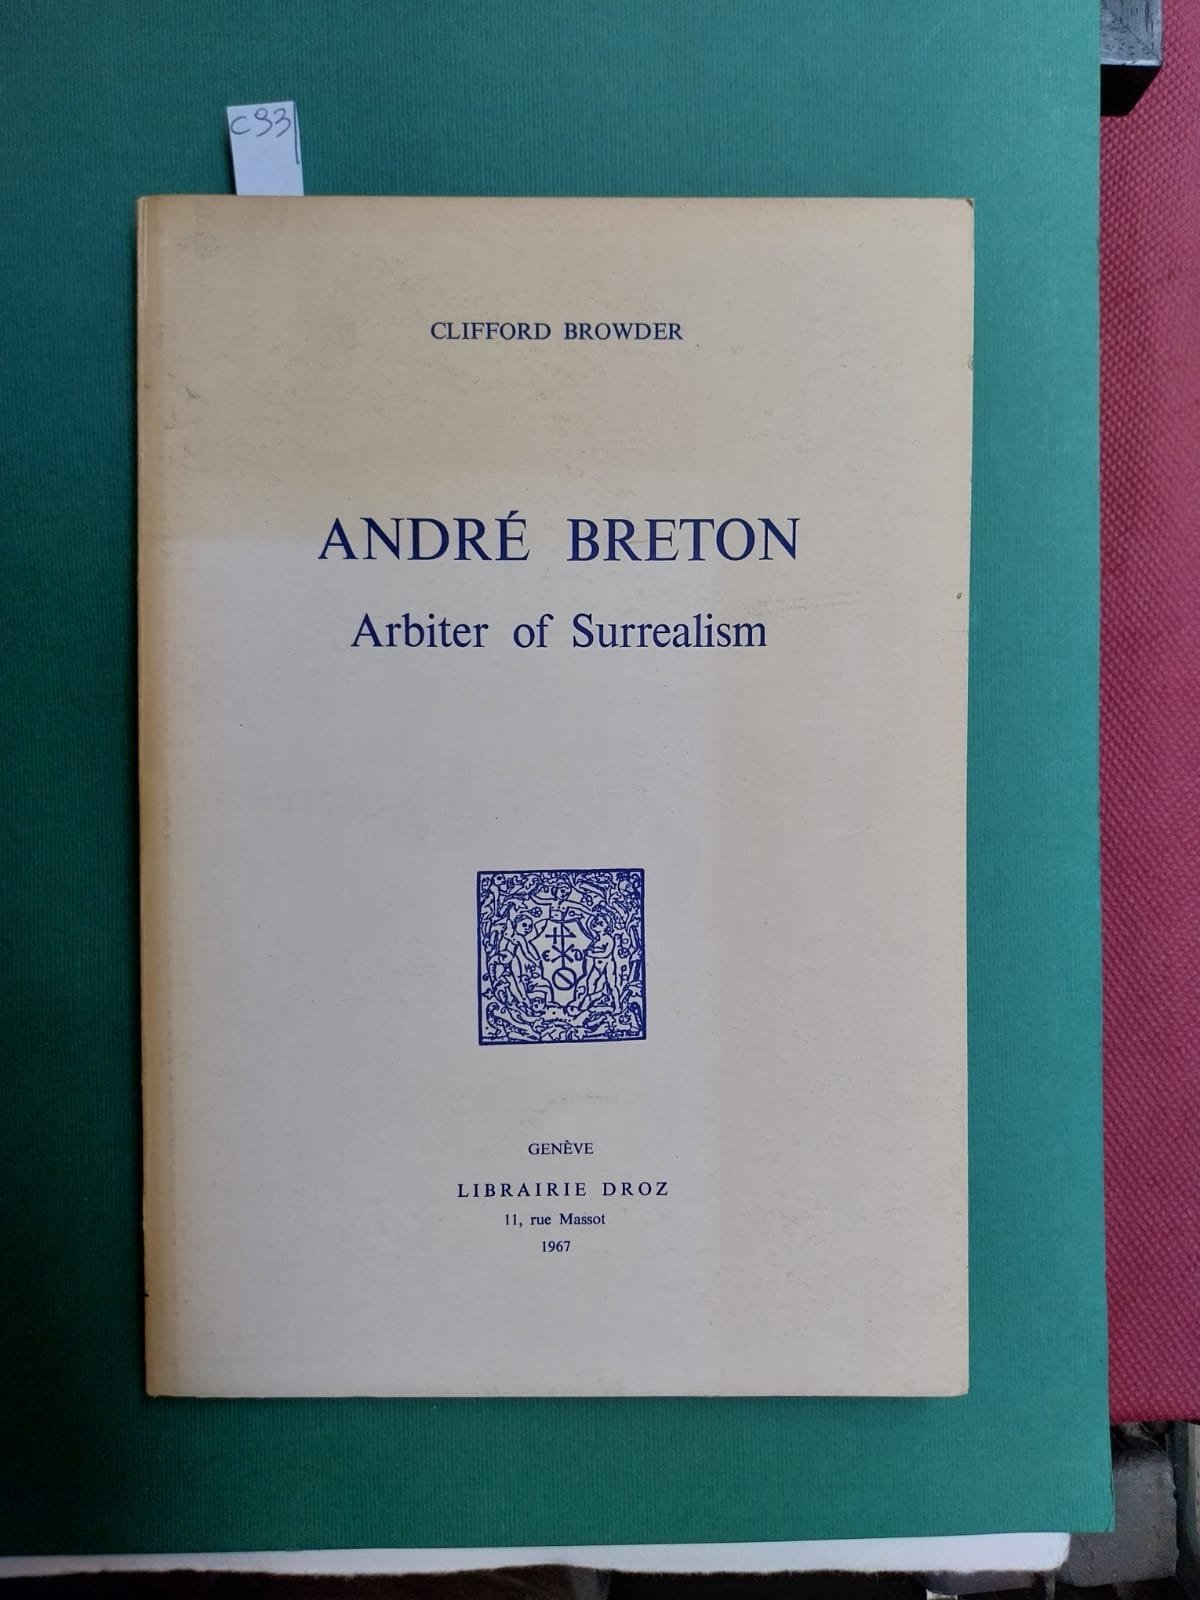 C93
CLIFFORD BROWDER
ANDRÉ BRETON
Arbiter of Surrealism
E D
GENÈVE
LIBRAIRIE DROZ
11, rue Massot
1967